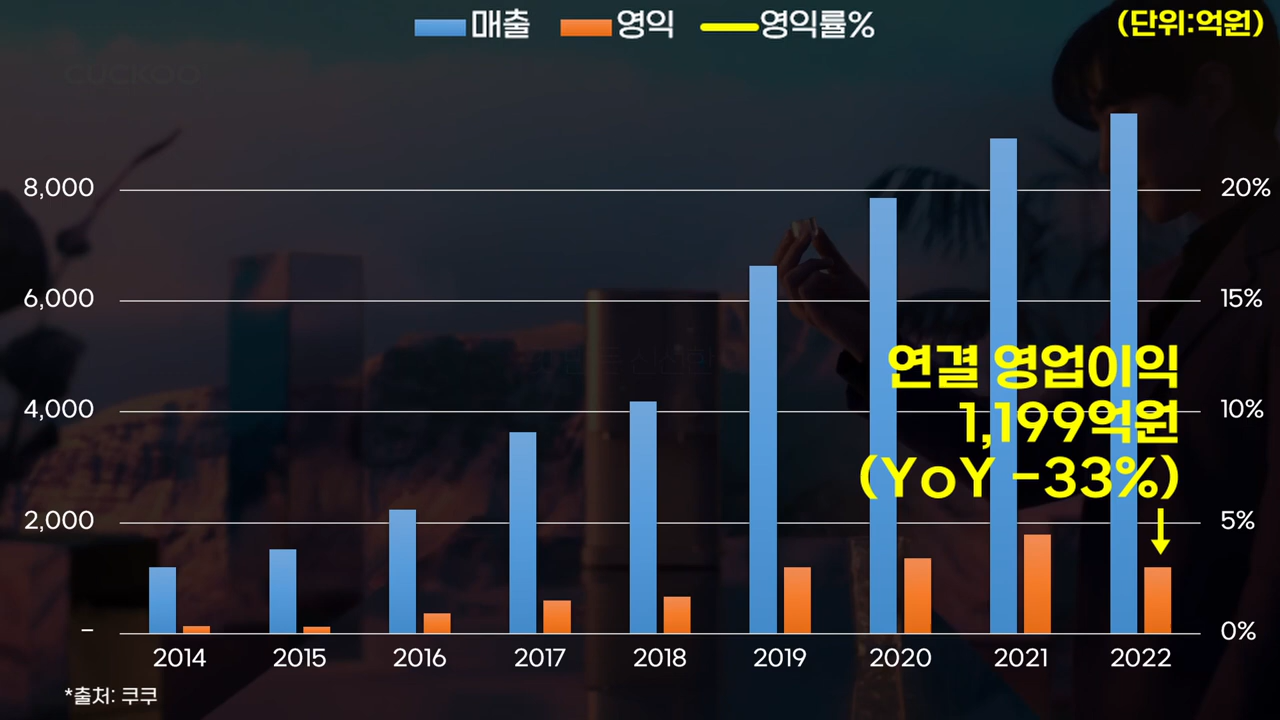 매출 영익 영익률% (단위:억원)
CUCKOO
8,000 20%
6,000 15%
연결 영업이익
4,000 10%
1,199억원
(YoY -33%)
2,000 5%
– 0%
2014 2015 2016 2017 2018 2019 2020 2021 2022
*출처: 쿠쿠